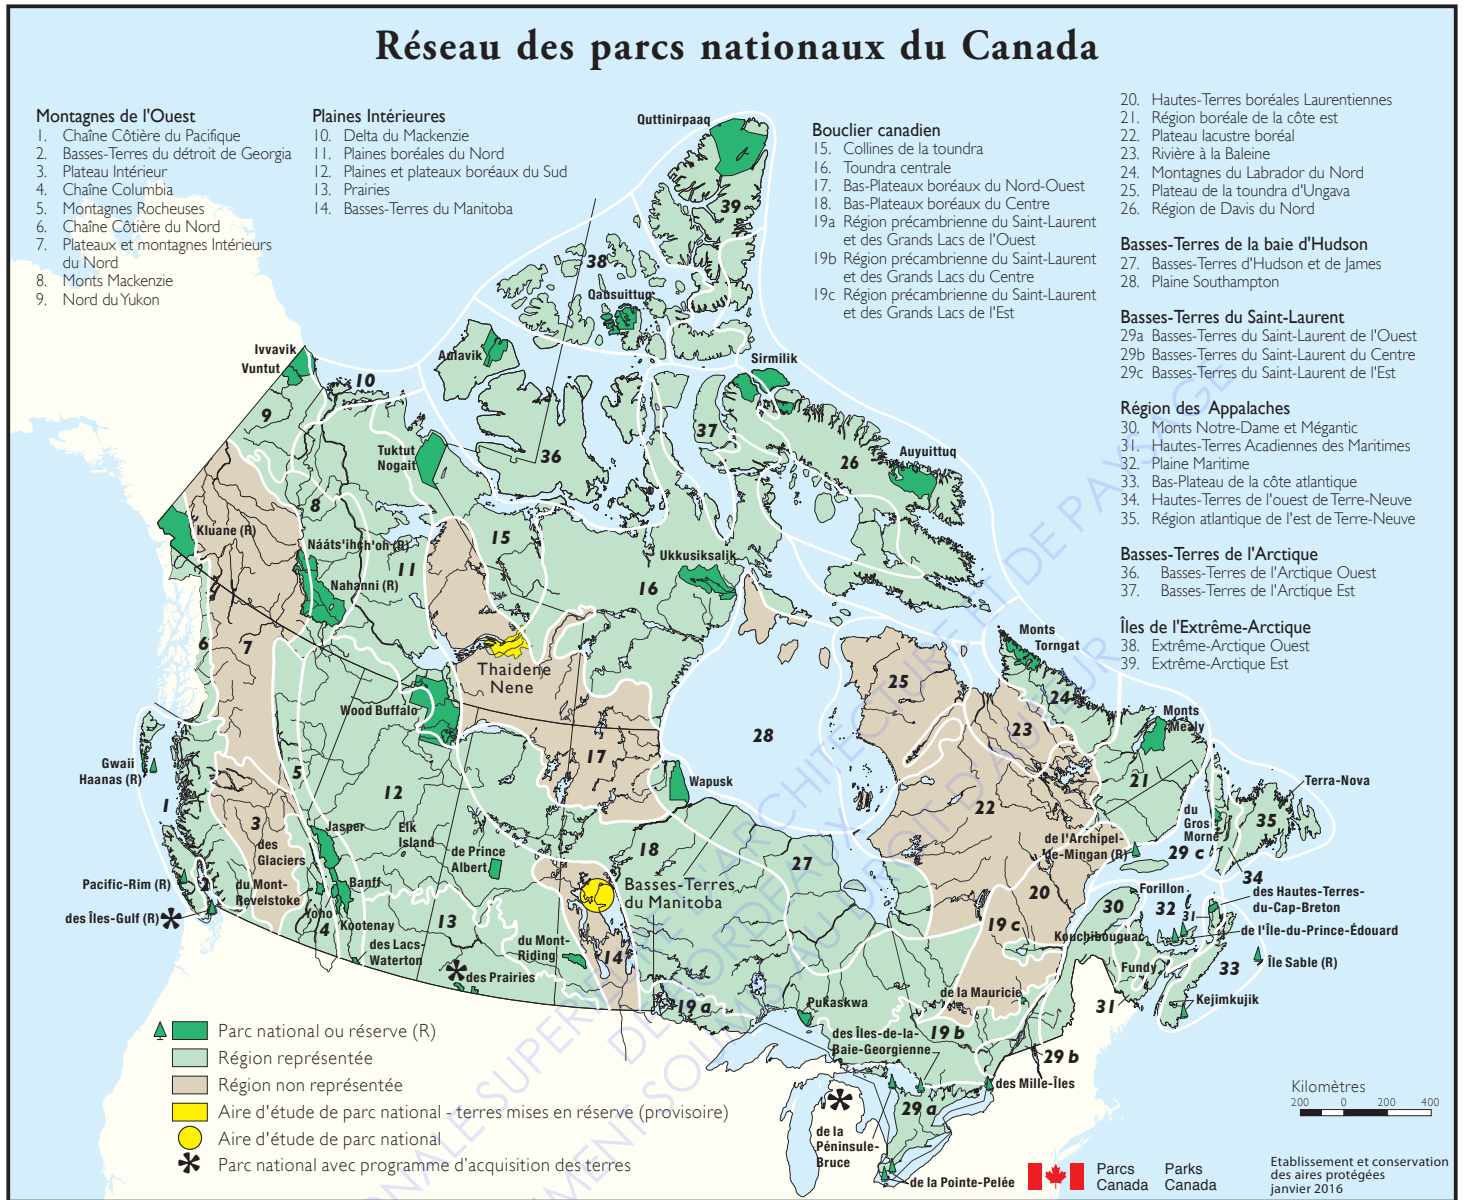 Réseau des parcs nationaux du Canada
Montagnes de l'Ouest
1. Chaîne Côtière du Pacifique
2. Basses-Terres du détroit de Georgia
3. Plateau Intérieur
4. Chaîne Columbia
5. Montagnes Rocheuses
6. Chaîne Côtière du Nord
7. Plateaux et montagnes Intérieurs
du Nord
8. Monts Mackenzie
9. Nord du Yukon
Plaines Intérieures
10. Delta du Mackenzie
11. Plaines boréales du Nord
12. Plaines et plateaux boréaux du Sud
13. Prairies
14. Basses-Terres du Manitoba
Bouclier canadien
15. Collines de la toundra
16. Toundra centrale
17. Bas-Plateaux boréaux du Nord-Ouest
18. Bas-Plateaux boréaux du Centre
19a Région précambrienne du Saint-Laurent
et des Grands Lacs de l'Ouest
19b Région précambrienne du Saint-Laurent
et des Grands Lacs du Centre
19c Région précambrienne du Saint-Laurent
et des Grands Lacs de l'Est
20. Hautes-Terres boréales Laurentiennes
21. Région boréale de la côte est
22. Plateau lacustre boréal
23. Rivière à la Baleine
24. Montagnes du Labrador du Nord
25. Plateau de la toundra d'Ungava
26. Région de Davis du Nord
Basses-Terres de la baie d'Hudson
27. Basses-Terres d'Hudson et de James
28. Plaine Southampton
Basses-Terres du Saint-Laurent
29a Basses-Terres du Saint-Laurent de l'Ouest
29b Basses-Terres du Saint-Laurent du Centre
29c Basses-Terres du Saint-Laurent de l'Est
Région des Appalaches
30. Monts Notre-Dame et Mégantic
31. Hautes-Terres Acadiennes des Maritimes
32. Plaine Maritime
33. Bas-Plateau de la côte atlantique
34. Hautes-Terres de l'ouest de Terre-Neuve
35. Région atlantique de l'est de Terre-Neuve
Basses-Terres de l'Arctique
36. Basses-Terres de l'Arctique Ouest
37. Basses-Terres de l'Arctique Est
Îles de l'Extrême-Arctique
38. Extrême-Arctique Ouest
39. Extrême-Arctique Est
Quttinirpaaq
39
38
Qausuittuq
Aulavik
Sirmilik
Ivvavik
Vuntut
10
9
37
Tuktut
Nogait
36
26
Auyuittuq
8
Kluane (R)
15
Nááts'ihch'oh (R)
11
Nahanni (R)
Ukkusiksalik
16
6
7
Thaidene
Nene
Monts
Torngat
25
24
Wood Buffalo
23
Monts
Mealy
28
17
Gwaii
Haanas (R)
5
Wapusk
21
Terra-Nova
1
12
22
du
Gros
Morne
35
3
Jasper
Elk
Island
des
Glaciers
de Prince
Albert
18
27
de l'Archipel-
de-Mingan (R)
29 c
34
Pacific-Rim (R)
2
du Mont-
Revelstoke
Banff
Basses-Terres
du Manitoba
20
Forillon
des Hautes-Terres-
du-Cap-Breton
des Îles-Gulf (R)
Yoho
4
Kootenay
13
30
32
31
19 c
Kouchibouguac
de l'Île-du-Prince-Édouard
des Lacs-
Waterton
du Mont-
Riding
14
des Prairies
Fundy
33
Île Sable (R)
19 a
Pukaskwa
de la Mauricie
31
Kejimkujik
des Îles-de-la-
Baie-Georgienne
19 b
29 b
des Mille-Îles
29 a
de la
Péninsule-
Bruce
de la Pointe-Pelée
Parc national ou réserve (R)
Région représentée
Région non représentée
Aire d'étude de parc national - terres mises en réserve (provisoire)
Aire d'étude de parc national
Parc national avec programme d'acquisition des terres
Kilomètres
200 0 200 400
Parcs
Canada
Parks
Canada
Etablissement et conservation
des aires protégées
janvier 2016